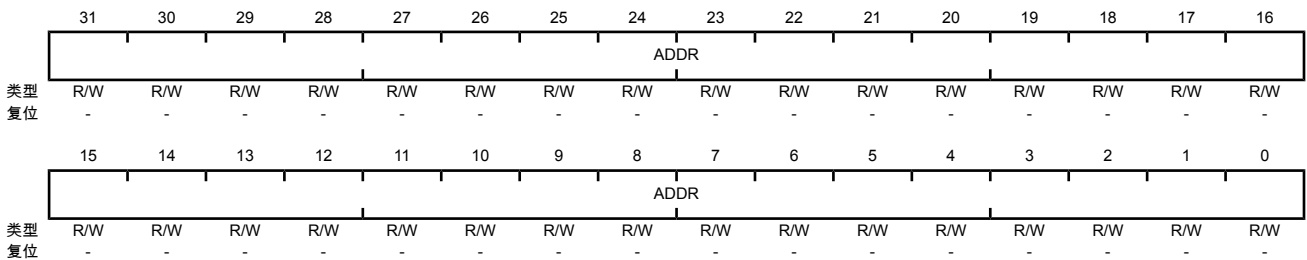 31 30 29 28 27 26 25 24 23 22 21 20 19 18 17 16
ADDR
类型 R/W R/W R/W R/W R/W R/W R/W R/W R/W R/W R/W R/W R/W R/W R/W R/W
复位 - - - - - - - - - - - - - - - -
15 14 13 12 11 10 9 8 7 6 5 4 3 2 1 0
ADDR
类型 R/W R/W R/W R/W R/W R/W R/W R/W R/W R/W R/W R/W R/W R/W R/W R/W
复位 - - - - - - - - - - - - - - - -